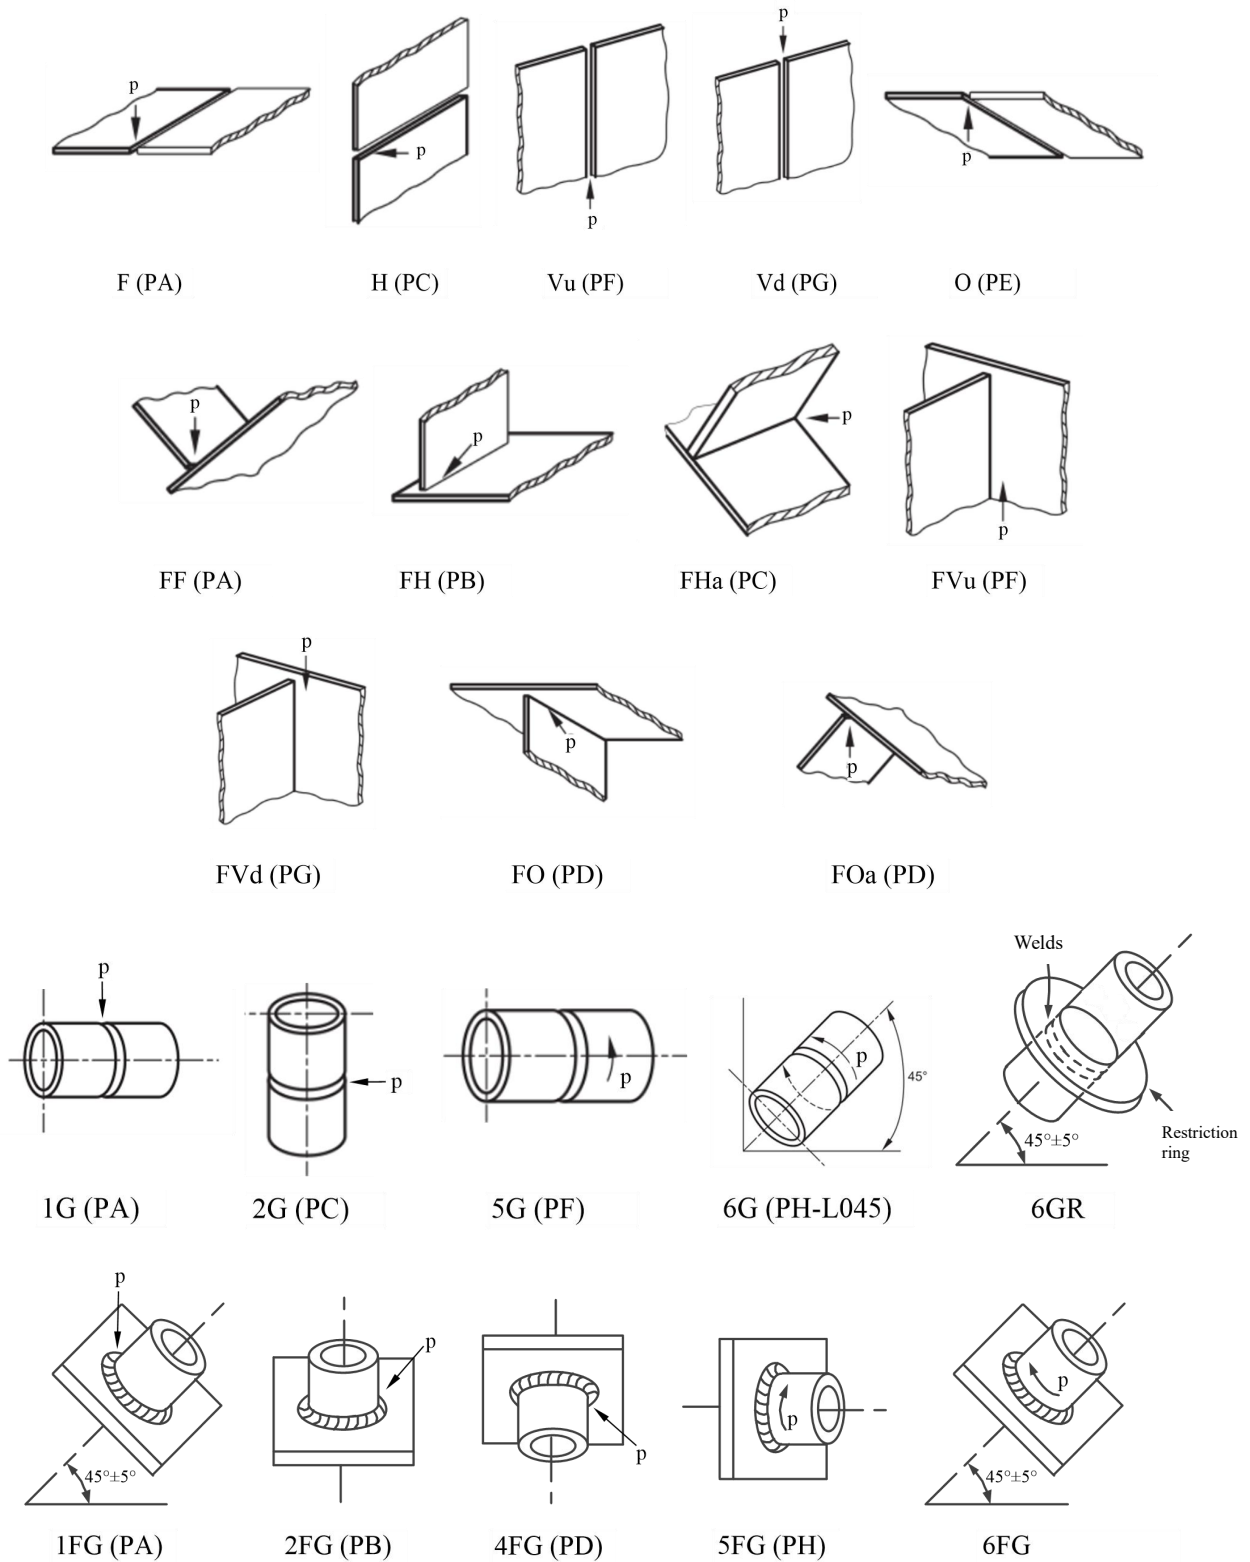 p
p
p
p
p
F (PA)
H (PC)
Vu (PF)
Vd (PG)
O (PE)
p
p
p
p
FF (PA)
FH (PB)
FHa (PC)
FVu (PF)
p
p
p
FVd (PG)
FO (PD)
FOa (PD)
p
p
p
p
45°
Welds
45°±5°
Restriction
ring
1G (PA)
2G (PC)
5G (PF)
6G (PH-L045)
6GR
p
45°±5°
p
p
p
p
45°±5°
1FG (PA)
2FG (PB)
4FG (PD)
5FG (PH)
6FG